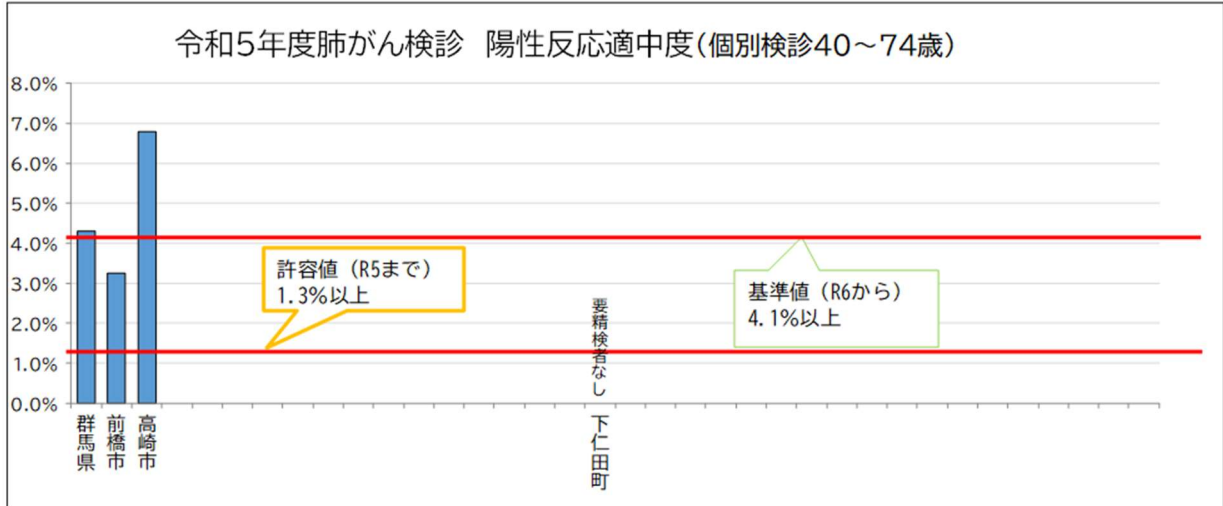 令和5年度肺がん検診　陽性反応適中度(個別検診40～74歳)
8.0%
7.0%
6.0%
5.0%
4.0%
3.0%
2.0%
1.0%
0.0%
許容値（R5まで）
1.3%以上
基準値（R6から）
4.1%以上
要精検者なし
群馬県
前橋市
高崎市
下仁田町